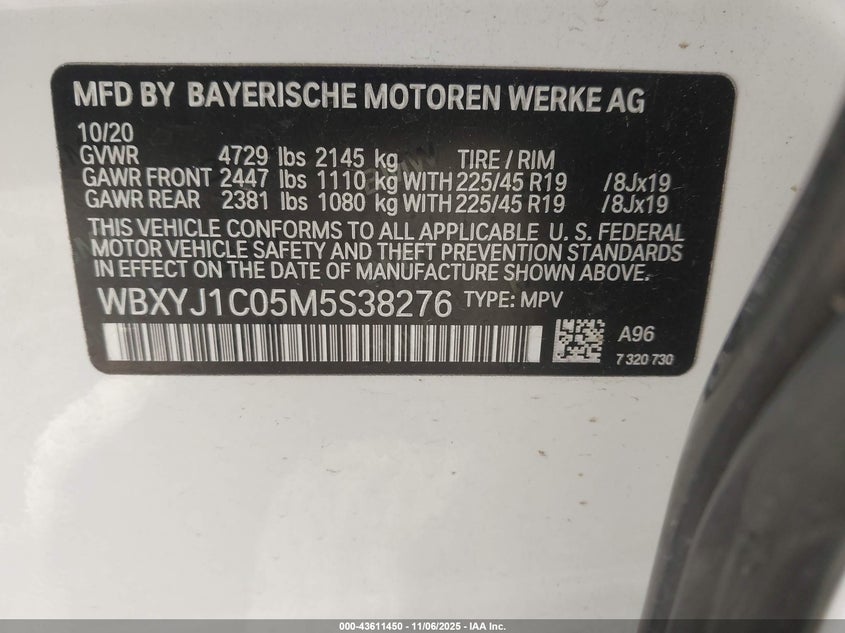 MFD BY BAYERISCHE MOTOREN WERKE AG
10/20
GVWR 4729 lbs 2145 kg TIRE / RIM
GAWR FRONT 2447 lbs 1110 kg WITH 225/45 R19 /8Jx19
GAWR REAR 2381 lbs 1080 kg WITH 225/45 R19 /8Jx19
THIS VEHICLE CONFORMS TO ALL APPLICABLE U. S. FEDERAL
MOTOR VEHICLE SAFETY AND THEFT PREVENTION STANDARDS
IN EFFECT ON THE DATE OF MANUFACTURE SHOWN ABOVE.
WBXYJ1C05M5S38276 TYPE: MPV
A96
7 320 730
000-43611450 - 11/06/2025 - IAA Inc.